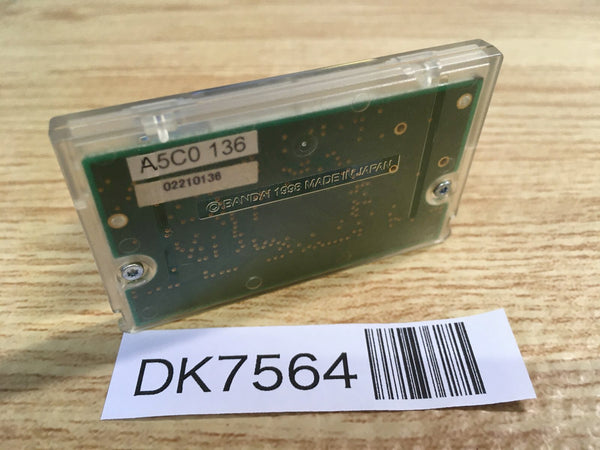 A5C0 136
02210136
© BANDAI 1998 MADE IN JAPAN
DK7564